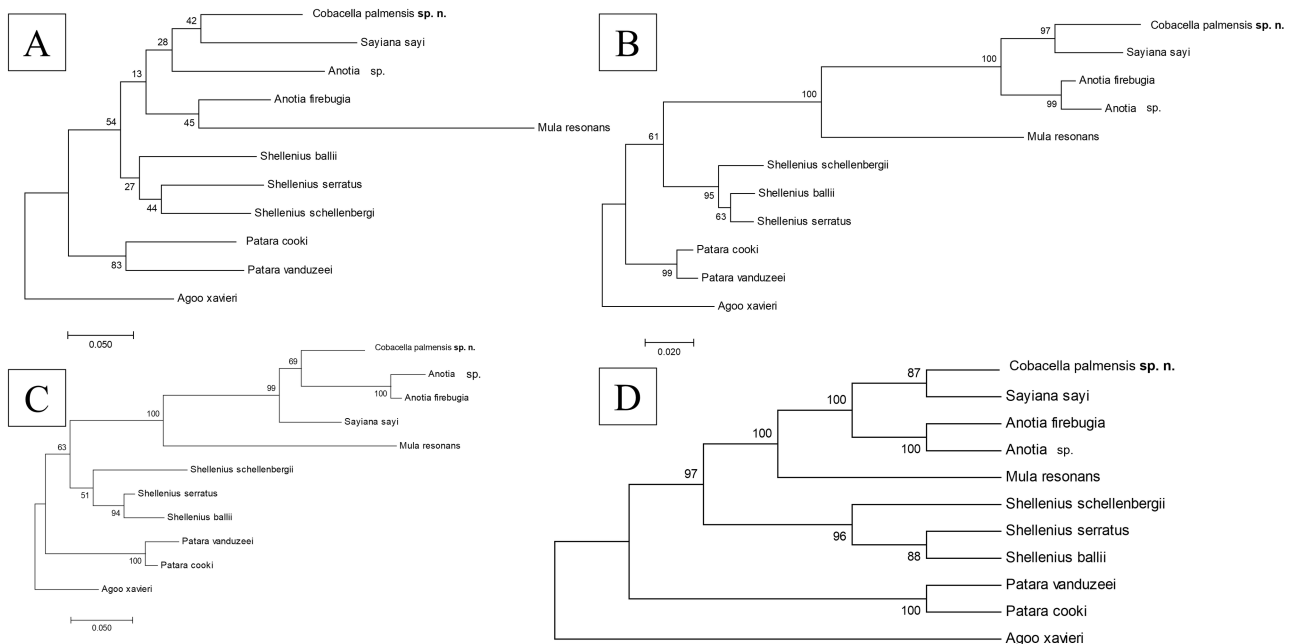 A
42
Cobacella palmensis sp. n.
Sayiana sayi
28
Anotia sp.
13
Anotia firebugia
45
Mula resonans
54
Shellenius ballii
27
Shellenius serratus
44
Shellenius schellenbergi
Patara cooki
83
Patara vanduzeei
Agoo xavieri
0.050
B
97
Cobacella palmensis sp. n.
Sayiana sayi
100
Anotia firebugia
99
Anotia sp.
100
Mula resonans
61
Shellenius schellenbergii
95
Shellenius ballii
63
Shellenius serratus
Patara cooki
99
Patara vanduzeei
Agoo xavieri
0.020
C
69
Cobacella palmensis sp. n.
Anotia sp.
100
Anotia firebugia
99
Sayiana sayi
100
Mula resonans
63
Shellenius schellenbergii
51
Shellenius serratus
94
Shellenius ballii
Patara vanduzeei
100
Patara cooki
Agoo xavieri
0.050
D
87
Cobacella palmensis sp. n.
Sayiana sayi
100
Anotia firebugia
100
Anotia sp.
100
Mula resonans
97
Shellenius schellenbergii
96
Shellenius serratus
88
Shellenius ballii
Patara vanduzeei
100
Patara cooki
Agoo xavieri